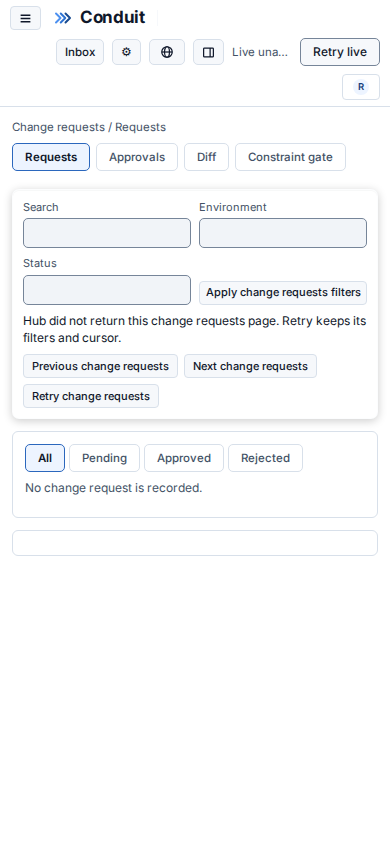 Conduit
Inbox
Live una...
Retry live
R
Change requests / Requests
Requests
Approvals
Diff
Constraint gate
Search
Environment
Status
Apply change requests filters
Hub did not return this change requests page. Retry keeps its
filters and cursor.
Previous change requests
Next change requests
Retry change requests
All
Pending
Approved
Rejected
No change request is recorded.